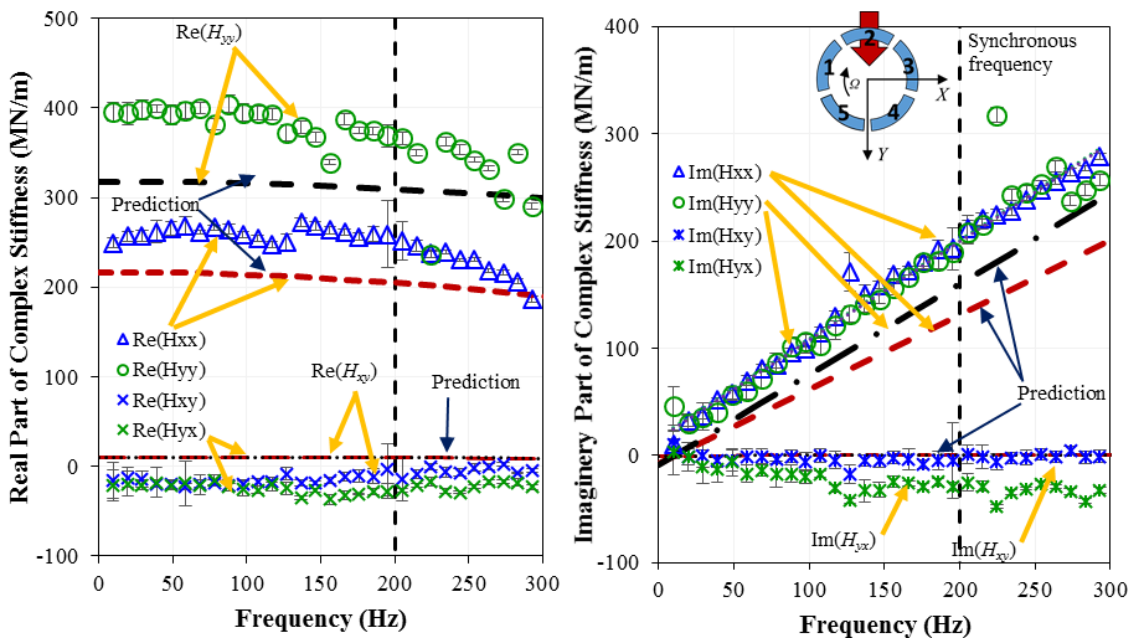 Real Part of Complex Stiffness (MN/m)
500
400
300
200
100
0
-100
Re(Hyy)
Prediction
Re(Hxx)
Re(Hyy)
Re(Hxy)
Re(Hyx)
Re(Hxy)
Prediction
0
50
100
150
200
250
300
Frequency (Hz)
Imaginery Part of Complex Stiffness (MN/m)
400
300
200
100
0
-100
1
2
3
4
5
Ω
X
Y
Synchronous
frequency
Im(Hxx)
Im(Hyy)
Im(Hxy)
Im(Hyx)
Prediction
Im(Hyx)
Im(Hxy)
0
50
100
150
200
250
300
Frequency (Hz)